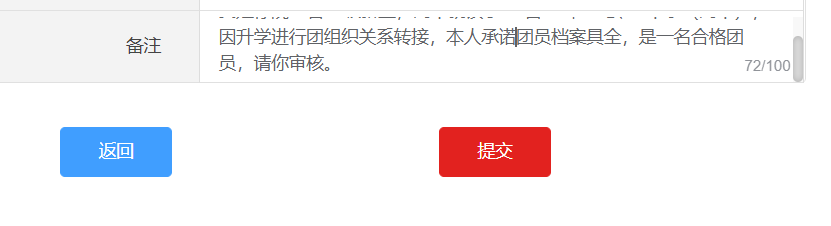 备注
因升学进行团组织关系转接，本人承诺团员档案具全，是一名合格团
员，请你审核。
72/100
返回
提交